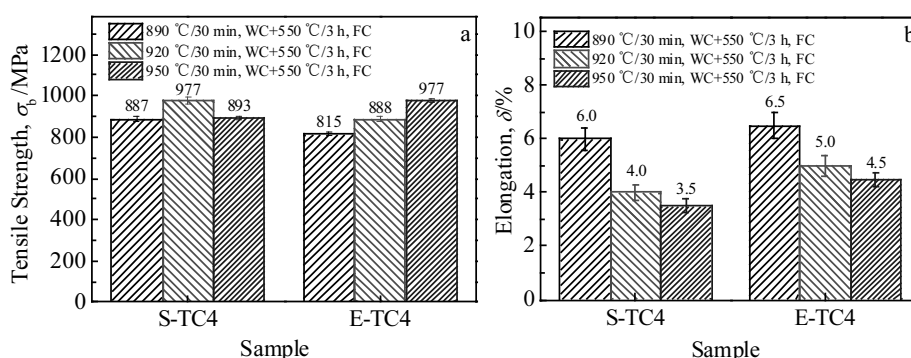 a
890 ℃/30 min, WC+550 ℃/3 h, FC
920 ℃/30 min, WC+550 ℃/3 h, FC
950 ℃/30 min, WC+550 ℃/3 h, FC
1200
1000
800
600
400
200
0
Tensile Strength, σb /MPa
887
977
893
815
888
977
S-TC4
E-TC4
Sample
b
890 ℃/30 min, WC+550 ℃/3 h, FC
920 ℃/30 min, WC+550 ℃/3 h, FC
950 ℃/30 min, WC+550 ℃/3 h, FC
10
8
6
4
2
0
Elongation, δ/%
6.0
4.0
3.5
6.5
5.0
4.5
S-TC4
E-TC4
Sample